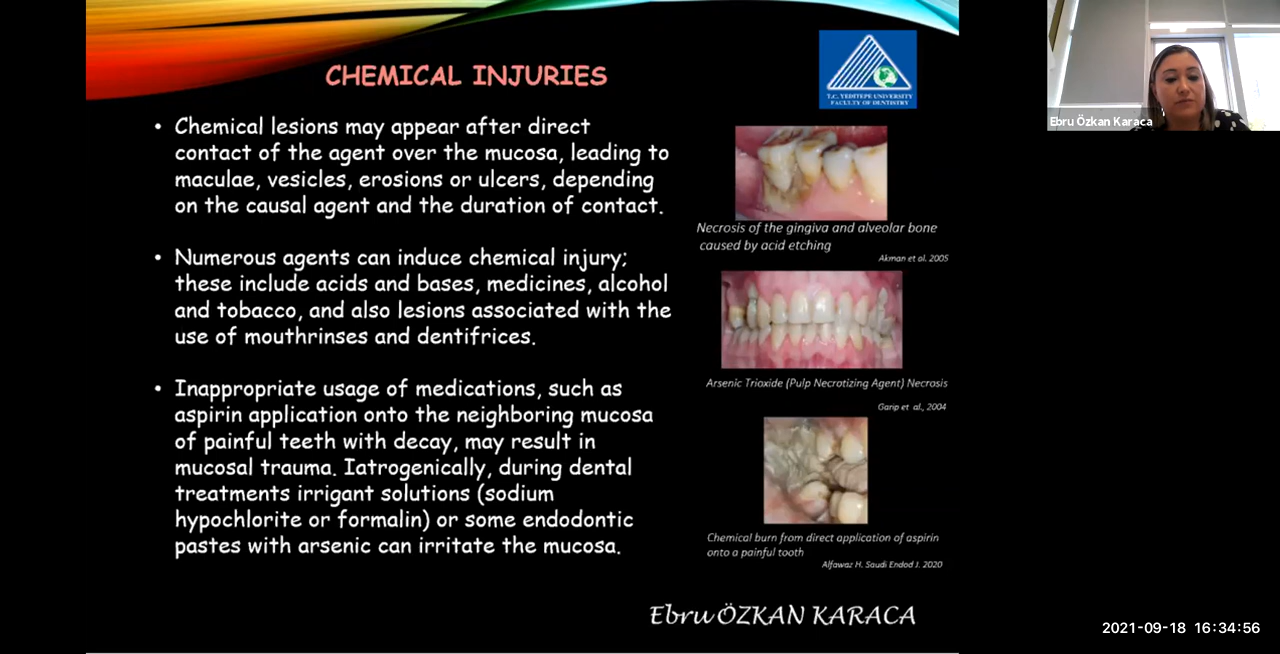 CHEMICAL INJURIES
T.C. YEDITEPE UNIVERSITY
FACULTY OF DENTISTRY
• Chemical lesions may appear after direct
contact of the agent over the mucosa, leading to
maculae, vesicles, erosions or ulcers, depending
on the causal agent and the duration of contact.
• Numerous agents can induce chemical injury;
these include acids and bases, medicines, alcohol
and tobacco, and also lesions associated with the
use of mouthrinses and dentifrices.
• Inappropriate usage of medications, such as
aspirin application onto the neighboring mucosa
of painful teeth with decay, may result in
mucosal trauma. Iatrogenically, during dental
treatments irrigant solutions (sodium
hypochlorite or formalin) or some endodontic
pastes with arsenic can irritate the mucosa.
Necrosis of the gingiva and alveolar bone
caused by acid etching
Akman et al. 2005
Arsenic Trioxide (Pulp Necrotizing Agent) Necrosis
Garip et al., 2004
Chemical burn from direct application of aspirin
onto a painful tooth
Alfawaz H. Saudi Endod J. 2020
Ebru ÖZKAN KARACA
Ebru Özkan Karaca
2021-09-18 16:34:56